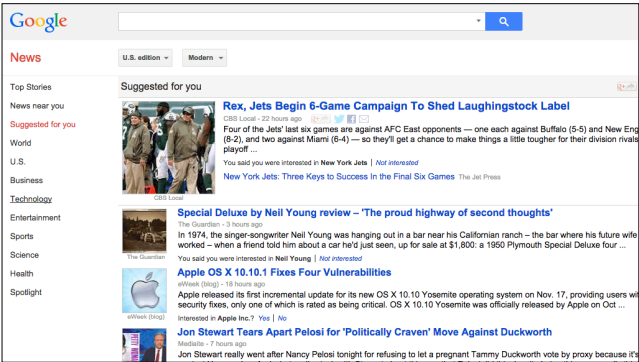 Google
News
U.S. edition
Modern
Top Stories
News near you
Suggested for you
World
U.S.
Business
Technology
Entertainment
Sports
Science
Health
Spotlight
Suggested for you
Rex, Jets Begin 6-Game Campaign To Shed Laughingstock Label
CBS Local - 22 hours ago
Four of the Jets' last six games are against AFC East opponents — one each against Buffalo (5-5) and New Eng
(8-2), and two against Miami (6-4) — so they'll get a chance to make things a little tougher for their division rivals
playoff ...
You said you were interested in New York Jets | Not interested
New York Jets: Three Keys to Success In the Final Six Games The Jet Press
CBS Local
Special Deluxe by Neil Young review – 'The proud highway of second thoughts'
The Guardian - 3 hours ago
In 1974, the singer-songwriter Neil Young was hanging out in a bar near his Californian ranch – the bar where his future wife
worked – when a friend told him about a car he'd just seen, up for sale at $1,800: a 1950 Plymouth Special Deluxe four ...
You said you were interested in Neil Young | Not interested
The Guardian
Apple OS X 10.10.1 Fixes Four Vulnerabilities
eWeek (blog) - 18 hours ago
Apple released its first incremental update for its new OS X 10.10 Yosemite operating system on Nov. 17, providing users wit
security fixes, only one of which is rated as being critical. OS X 10.10 Yosemite was officially released by Apple on Oct ...
Interested in Apple Inc.? Yes | No
eWeek (blog)
Jon Stewart Tears Apart Pelosi for 'Politically Craven' Move Against Duckworth
Mediaite - 7 hours ago
Jon Stewart really went after Nancy Pelosi tonight for refusing to let a pregnant Tammy Duckworth vote by proxy because it's